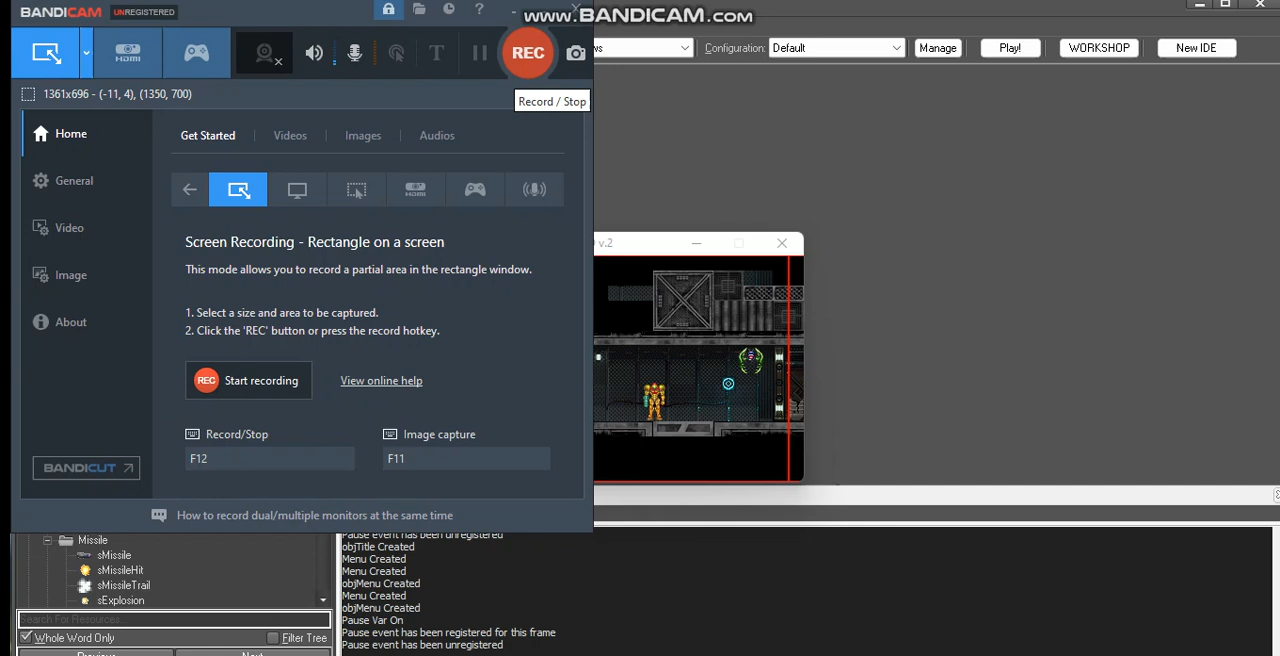 BANDICAM UNREGISTERED
www.BANDICAM.com
REC
T
?
1361x696 - (-11, 4), (1350, 700)
Record / Stop
Home
General
Video
Image
About
BANDICUT
Get Started
Videos
Images
Audios
HDMI
Screen Recording - Rectangle on a screen
This mode allows you to record a partial area in the rectangle window.
1. Select a size and area to be captured.
2. Click the 'REC' button or press the record hotkey.
REC Start recording
View online help
Record/Stop
F12
Image capture
F11
How to record dual/multiple monitors at the same time
Configuration:
Default
Manage
Play!
WORKSHOP
New IDE
v.2
Missile
sMissile
sMissileHit
sMissileTrail
sExplosion
Search For Resources...
Whole Word Only
Filter Tree
Previous
Next
Pause event has been unregistered
objTitle Created
Menu Created
objMenu Created
Menu Created
objMenu Created
Pause Var On
Pause event has been registered for this frame
Pause event has been unregistered